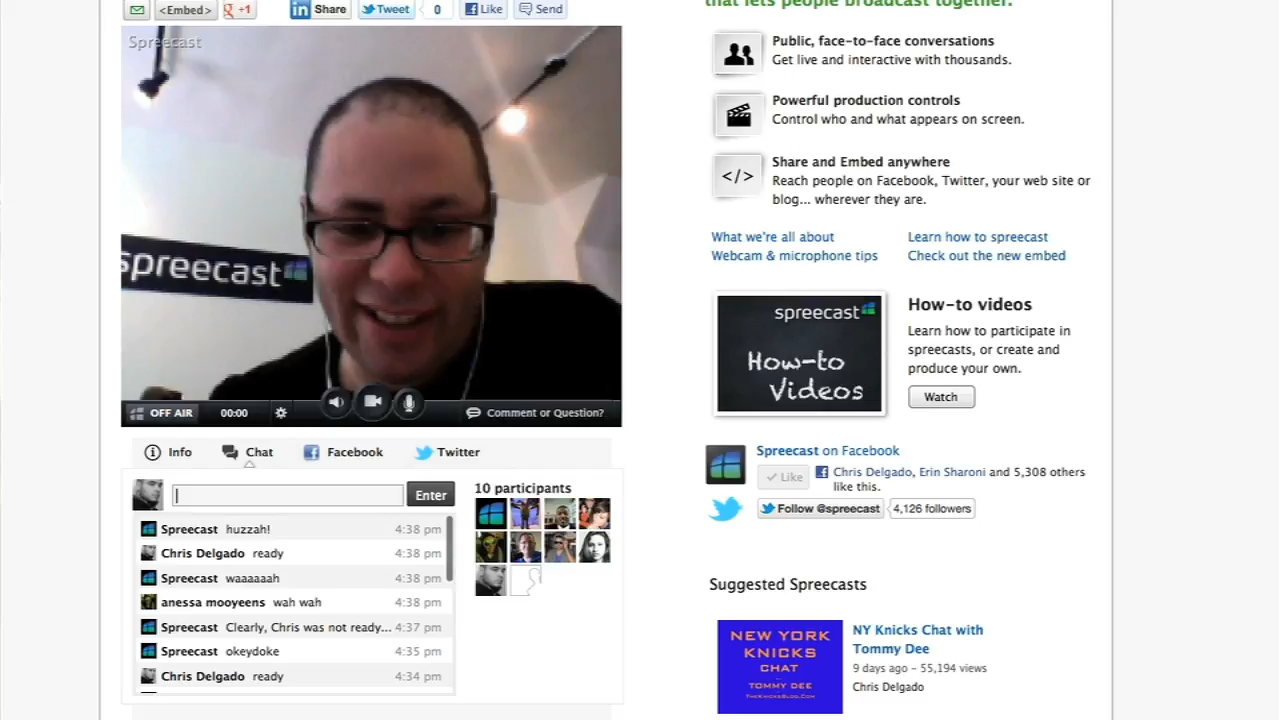 <Embed>
+1
in Share
Tweet
0
Like
Send
that lets people broadcast together.
Spreecast
spreecast
OFF AIR
00:00
Comment or Question?
Public, face-to-face conversations
Get live and interactive with thousands.
Powerful production controls
Control who and what appears on screen.
</>
Share and Embed anywhere
Reach people on Facebook, Twitter, your web site or
blog... wherever they are.
What we're all about
Learn how to spreecast
Webcam & microphone tips
Check out the new embed
spreecast
How-to
Videos
How-to videos
Learn how to participate in
spreecasts, or create and
produce your own.
Watch
Info
Chat
Facebook
Twitter
Enter
10 participants
Spreecast huzzah! 4:38 pm
Chris Delgado ready 4:38 pm
Spreecast waaaaaah 4:38 pm
anessa mooyeens wah wah 4:38 pm
Spreecast Clearly, Chris was not ready... 4:37 pm
Spreecast okeydoke 4:35 pm
Chris Delgado ready 4:34 pm
Spreecast on Facebook
Like
Chris Delgado, Erin Sharoni and 5,308 others
like this.
Follow @spreecast
4,126 followers
Suggested Spreecasts
NEW YORK
KNICKS
CHAT
TOMMY DEE
TheKnicksBlog.Com
NY Knicks Chat with
Tommy Dee
9 days ago – 55,194 views
Chris Delgado